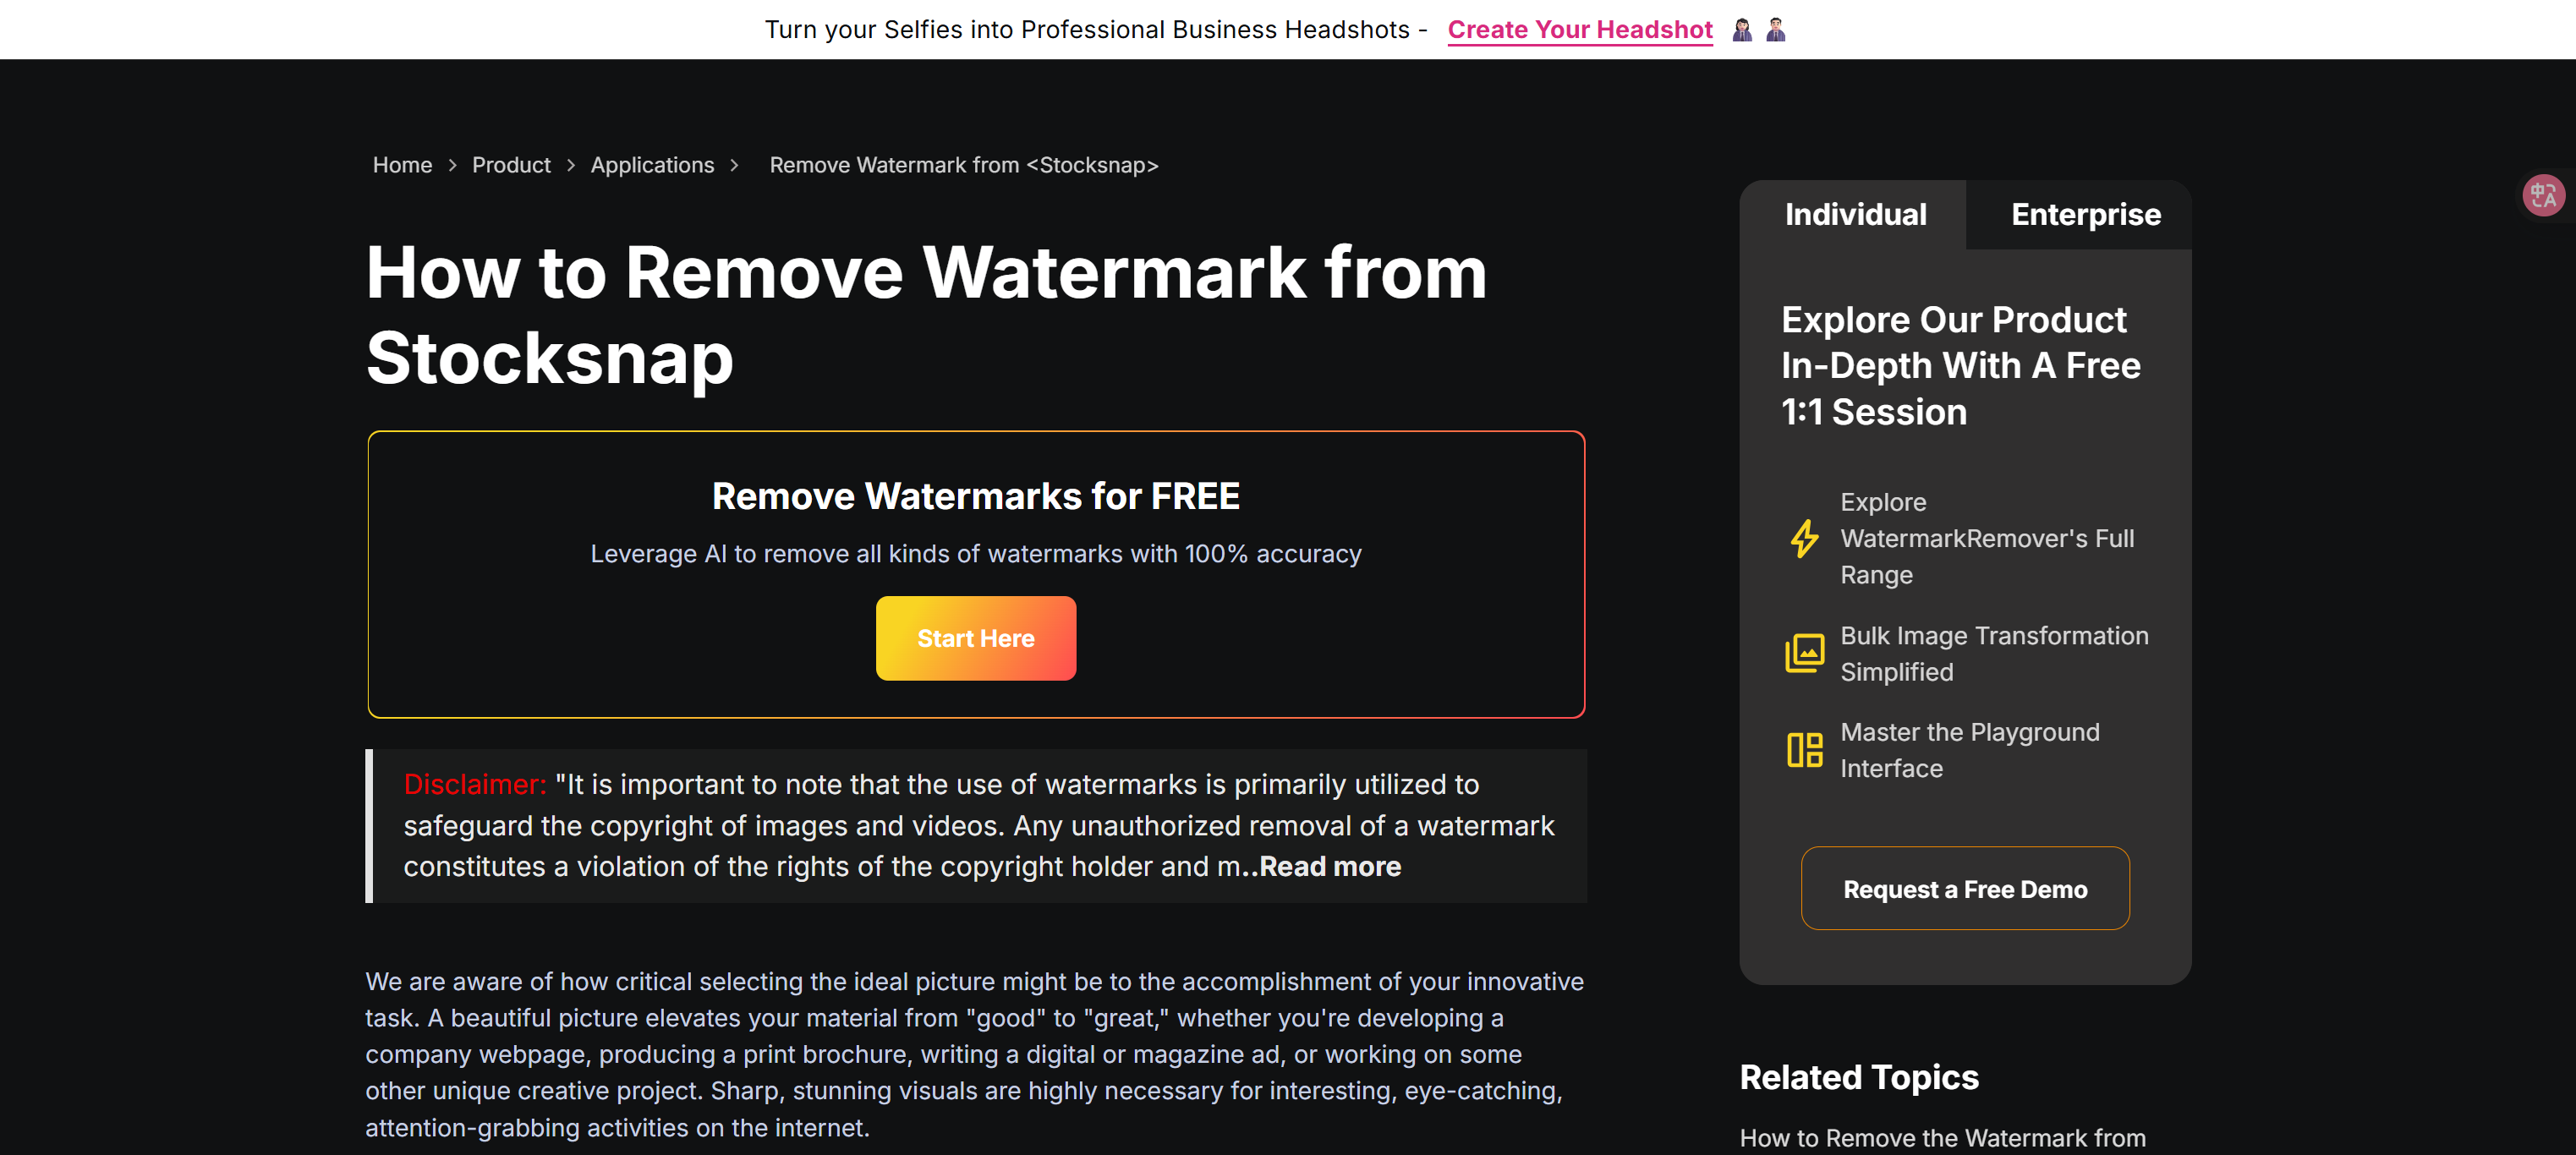 Turn your Selfies into Professional Business Headshots - Create Your Headshot
Home > Product > Applications > Remove Watermark from <Stocksnap>
How to Remove Watermark from
Stocksnap
Remove Watermarks for FREE
Leverage AI to remove all kinds of watermarks with 100% accuracy
Start Here
Disclaimer: "It is important to note that the use of watermarks is primarily utilized to
safeguard the copyright of images and videos. Any unauthorized removal of a watermark
constitutes a violation of the rights of the copyright holder and m..Read more
We are aware of how critical selecting the ideal picture might be to the accomplishment of your innovative
task. A beautiful picture elevates your material from "good" to "great," whether you're developing a
company webpage, producing a print brochure, writing a digital or magazine ad, or working on some
other unique creative project. Sharp, stunning visuals are highly necessary for interesting, eye-catching,
attention-grabbing activities on the internet.
Individual
Enterprise
Explore Our Product
In-Depth With A Free
1:1 Session
Explore
WatermarkRemover's Full
Range
Bulk Image Transformation
Simplified
Master the Playground
Interface
Request a Free Demo
Related Topics
How to Remove the Watermark from
中 A